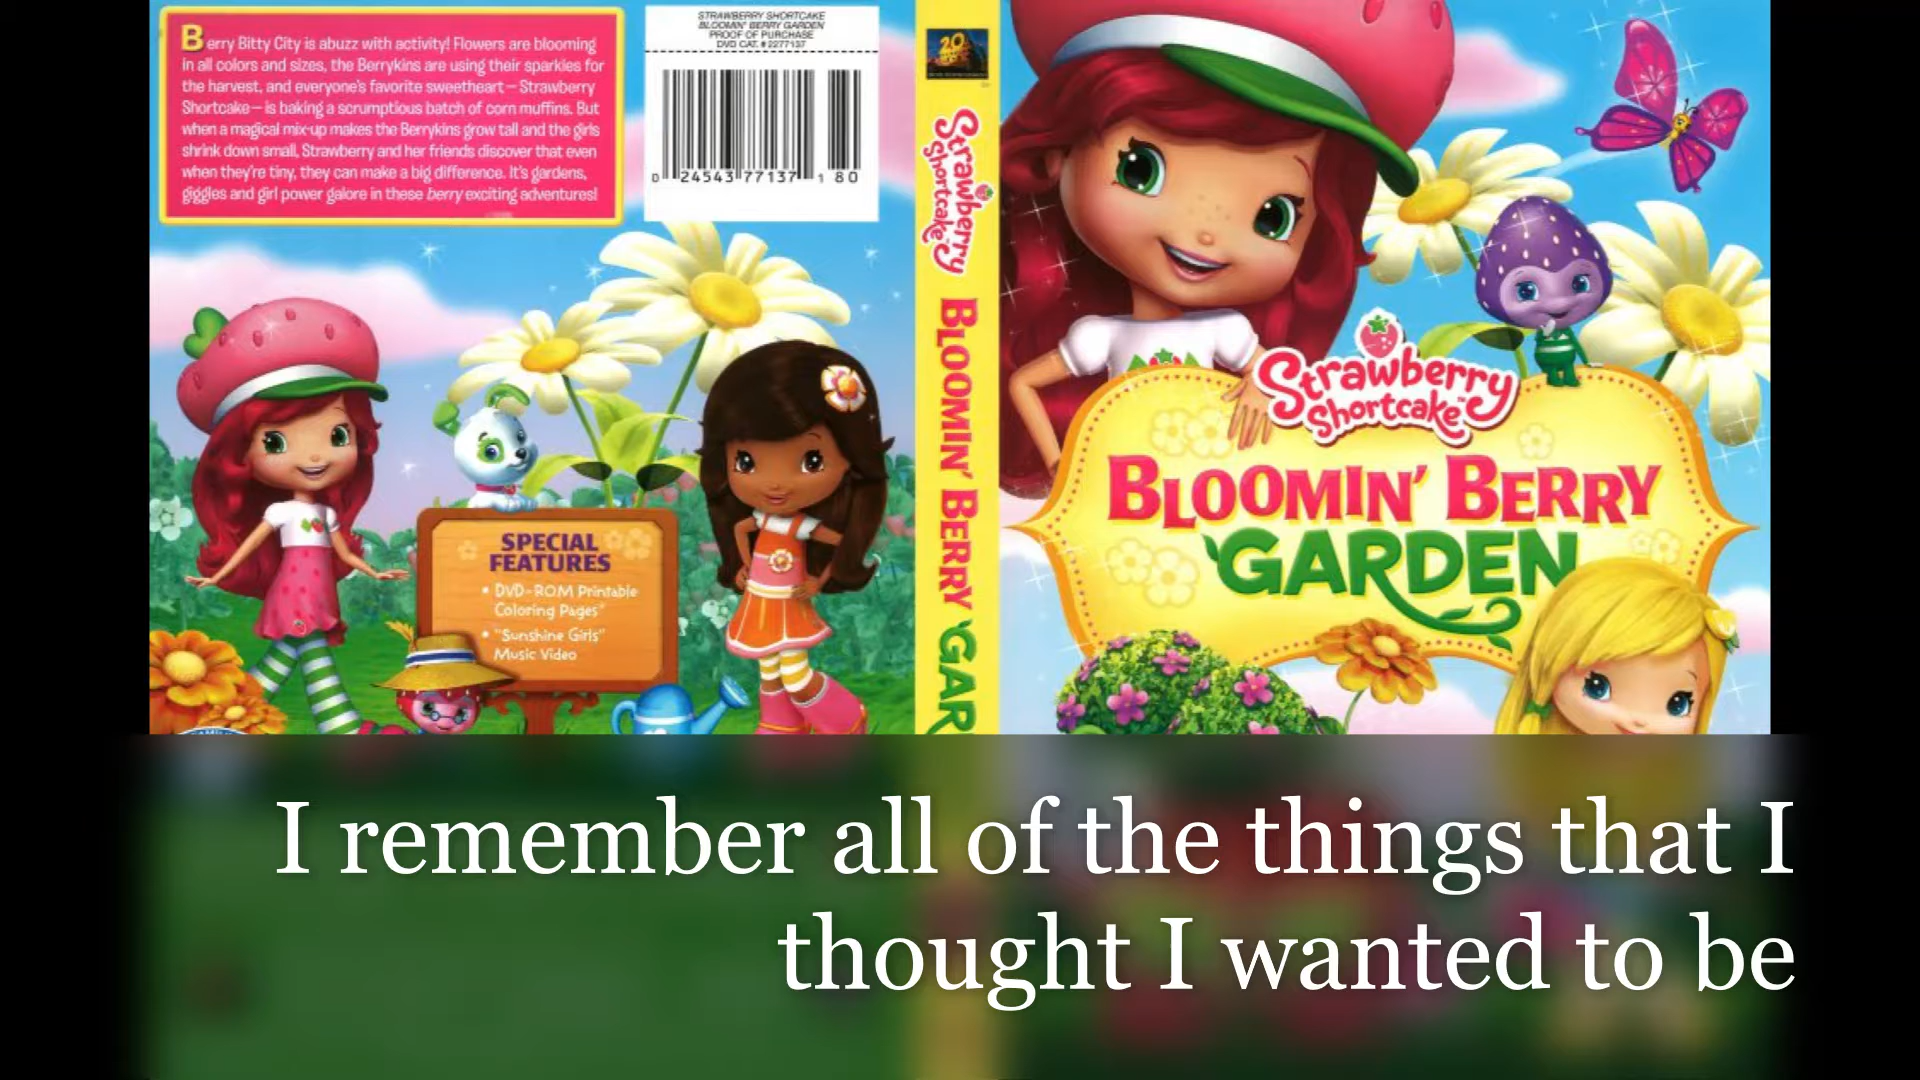 Berry Bitty City is abuzz with activity! Flowers are blooming
in all colors and sizes, the Berrykins are using their sparkles for
the harvest, and everyone's favorite sweetheart – Strawberry
Shortcake – is baking a scrumptious batch of corn muffins. But
when a magical mix-up makes the Berrykins grow tall and the girls
shrink down small, Strawberry and her friends discover that even
when they're tiny, they can make a big difference. It's gardens,
giggles and girl power galore in these berry exciting adventures!
STRAWBERRY SHORTCAKE
BLOOMIN' BERRY GARDEN
PROOF OF PURCHASE
DVD CAT. # 2277137
0 24543 77137 1 80
SPECIAL
FEATURES
• DVD-ROM Printable
Coloring Pages*
• "Sunshine Girls"
Music Video
20
Strawberry
Shortcake
BLOOMIN' BERRY GAR
Strawberry
Shortcake™
BLOOMIN' BERRY
GARDEN
I remember all of the things that I
thought I wanted to be